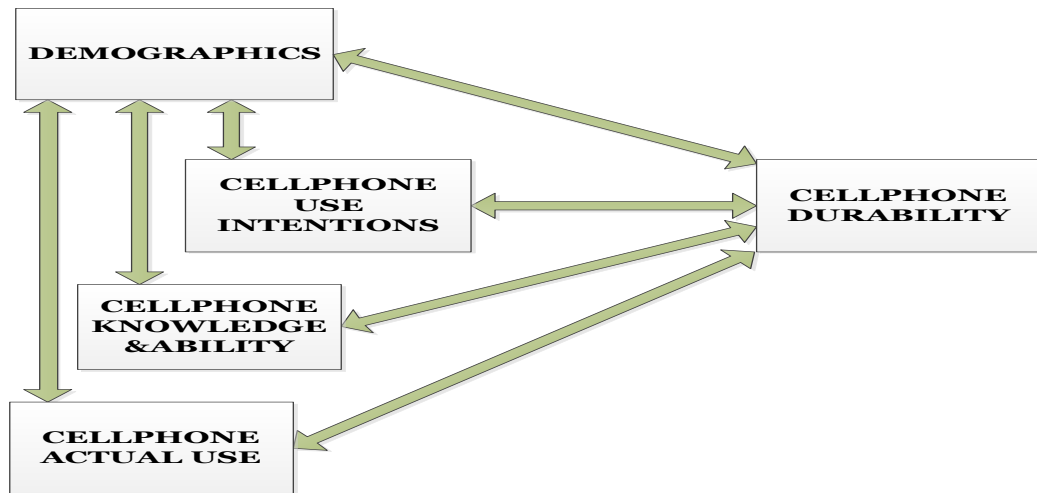 DEMOGRAPHICS
CELLPHONE
USE
INTENTIONS
CELLPHONE
DURABILITY
CELLPHONE
KNOWLEDGE
&ABILITY
CELLPHONE
ACTUAL USE